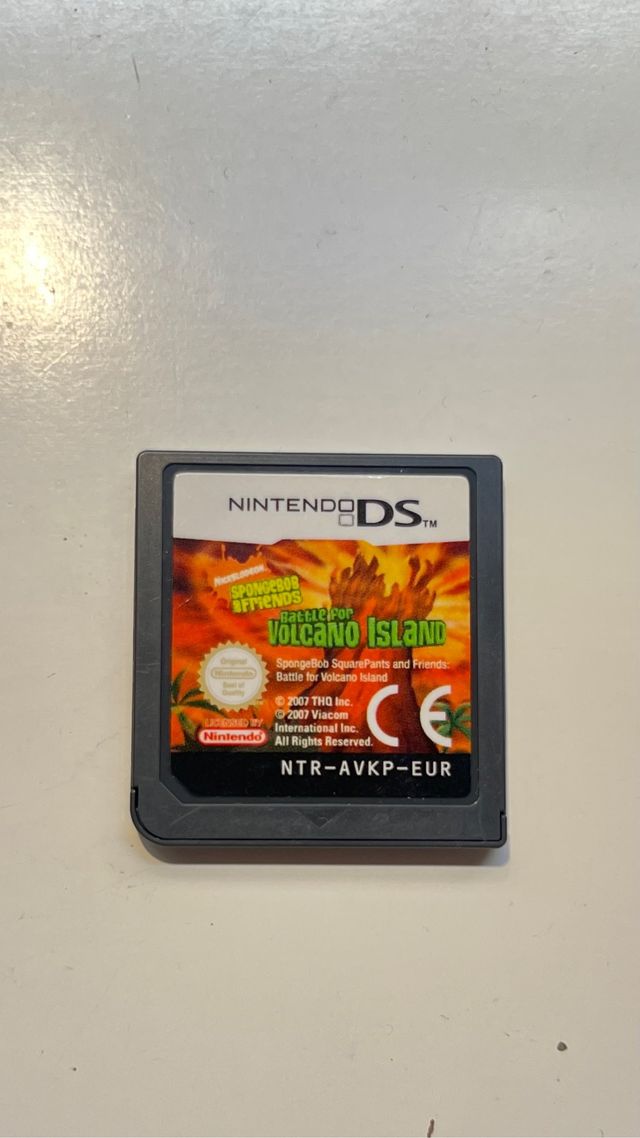 NINTENDO DS™
NICKELODEON
SPONGEBOB
AND FRIENDS
BATTLE FOR
VOLCANO ISLAND
SpongeBob SquarePants and Friends:
Battle for Volcano Island
Original
Nintendo
Seal of
Quality
© 2007 THQ Inc.
© 2007 Viacom
International Inc.
All Rights Reserved.
LICENSED BY
Nintendo
CE
NTR-AVKP-EUR